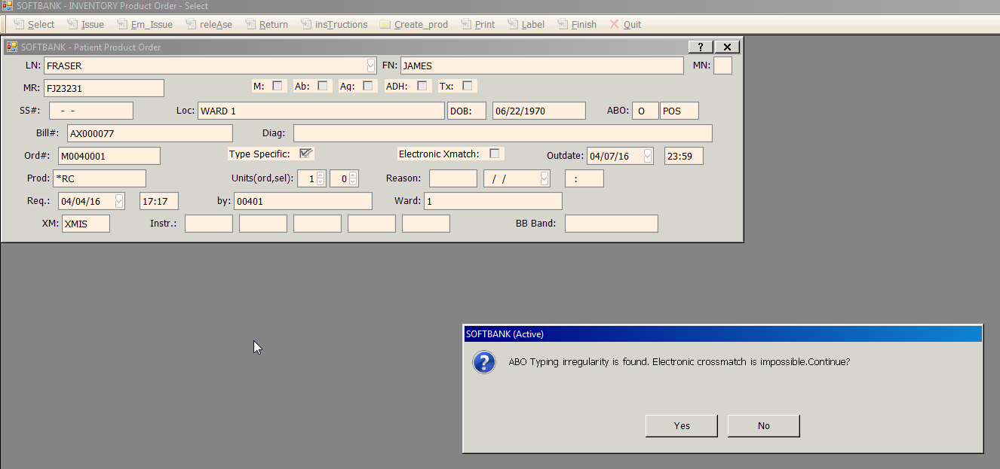 SOFTBANK - INVENTORY Product Order - Select
Select Issue Em_Issue releAse Return insTructions Create_prod Print Label Finish Quit
SOFTBANK - Patient Product Order ?
LN: FRASER FN: JAMES MN:
MR: FJ23231 M: Ab: Ag: ADH: Tx:
SS#: - - Loc: WARD 1 DOB: 06/22/1970 ABO: O POS
Bill#: AX000077 Diag:
Ord#: M0040001 Type Specific: Electronic Xmatch: Outdate: 04/07/16 23:59
Prod: *RC Units(ord,sel): 1 0 Reason: / / :
Req.: 04/04/16 17:17 by: 00401 Ward: 1
XM: XMIS Instr.: BB Band:
SOFTBANK (Active)
? ABO Typing irregularity is found. Electronic crossmatch is impossible.Continue?
Yes No